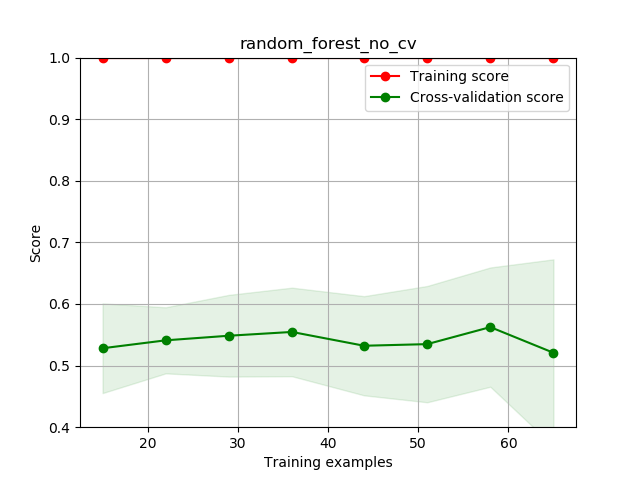 random_forest_no_cv
1.0
0.9
0.8
0.7
0.6
0.5
0.4
Score
Training score
Cross-validation score
20
30
40
50
60
Training examples